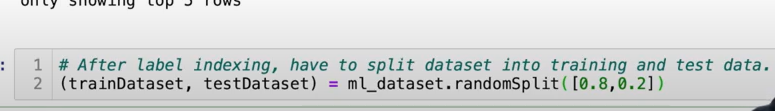 only showing top 5 rows
: 1 # After label indexing, have to split dataset into training and test data.
2 (trainDataset, testDataset) = ml_dataset.randomSplit([0.8,0.2])